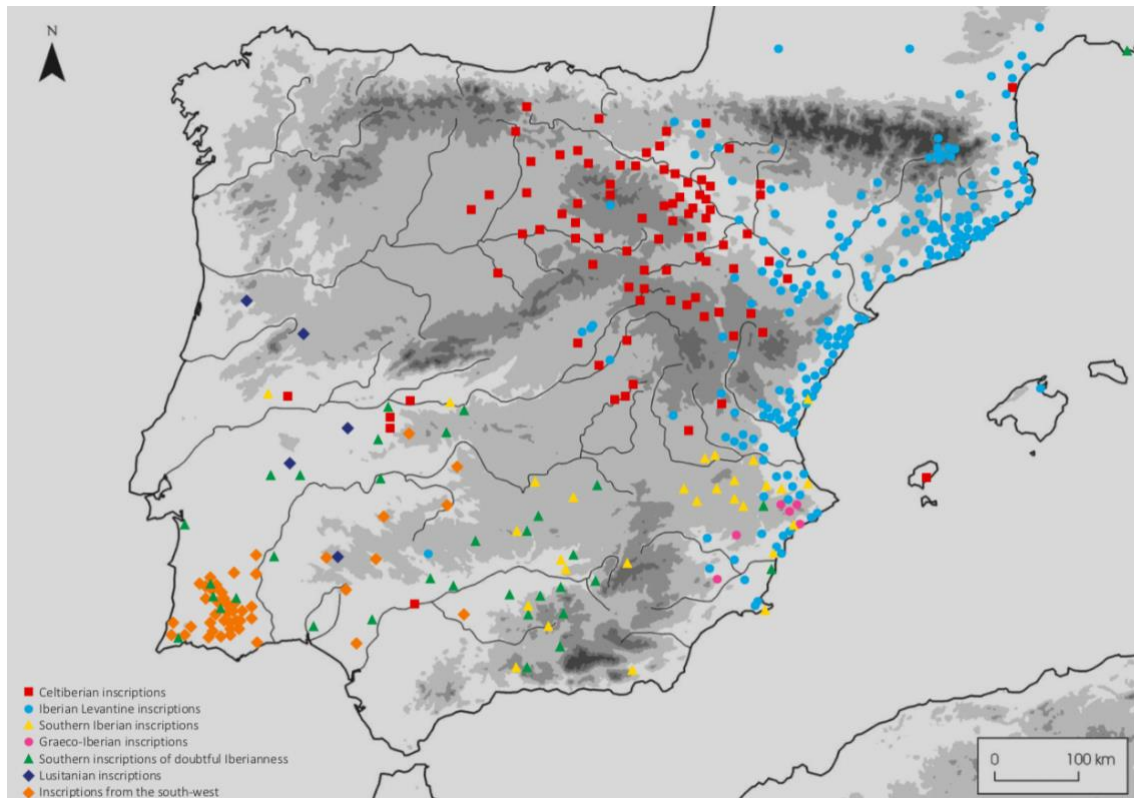 N
Celtiberian inscriptions
Iberian Levantine inscriptions
Southern Iberian inscriptions
Graeco-Iberian inscriptions
Southern inscriptions of doubtful Iberianness
Lusitanian inscriptions
Inscriptions from the south-west
0 100 km